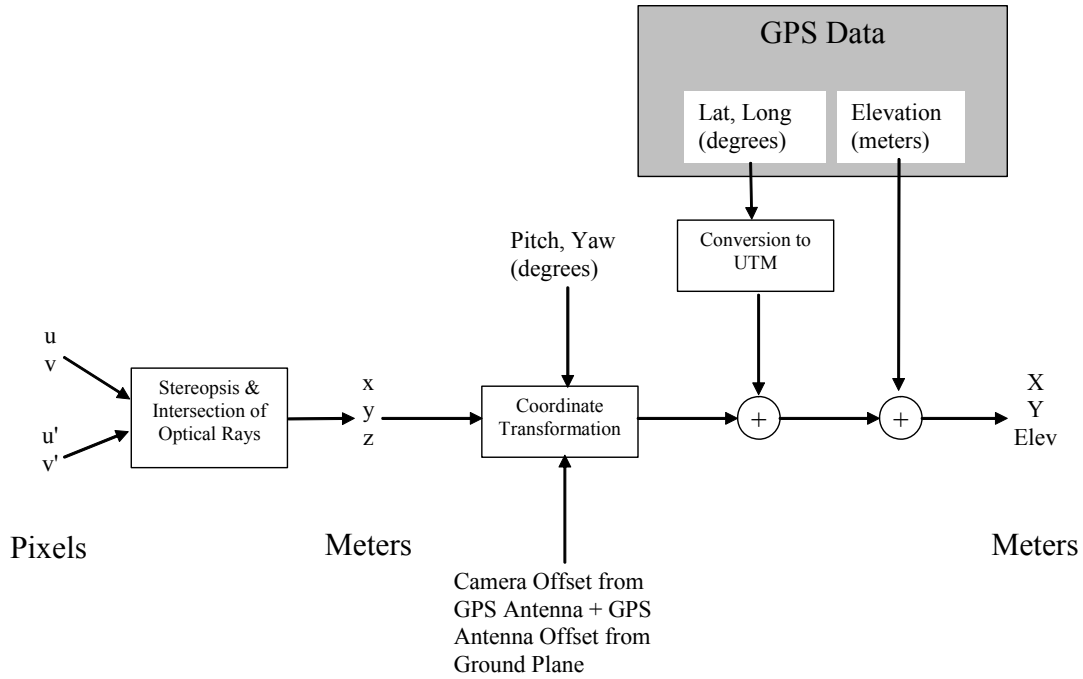 GPS Data
Lat, Long
(degrees)
Elevation
(meters)
Conversion to
UTM
Pitch, Yaw
(degrees)
u
v
u'
v'
Stereopsis &
Intersection of
Optical Rays
x
y
z
Coordinate
Transformation
+
+
X
Y
Elev
Pixels
Meters
Meters
Camera Offset from
GPS Antenna + GPS
Antenna Offset from
Ground Plane